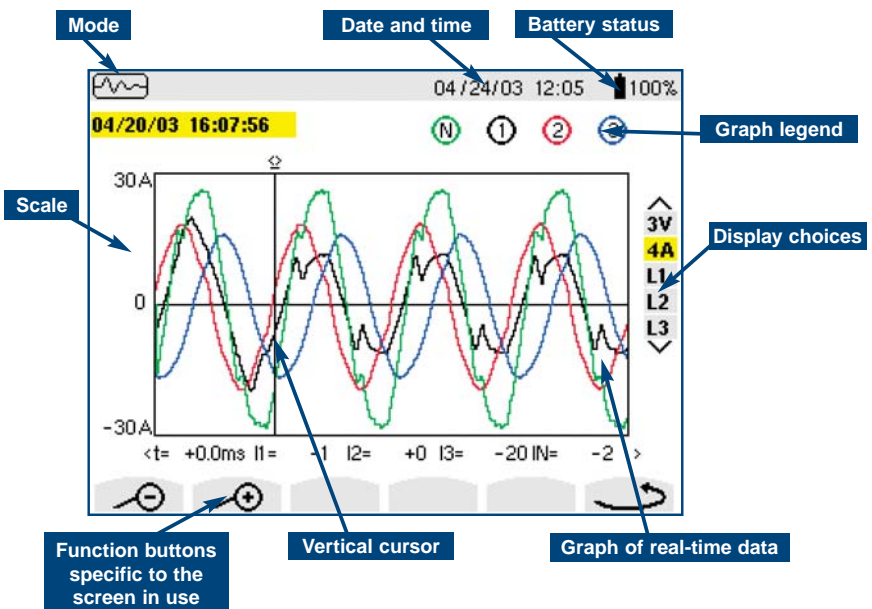 Mode
Date and time
Battery status
04/24/03 12:05
100%
04/20/03 16:07:56
N 1 2 3
Graph legend
30A
Scale
3V
Display choices
4A
L1
L2
0
L3
-30A
<t= +0.0ms I1= -1 I2= +0 I3= -20 IN= -2 >
Function buttons
specific to the
screen in use
Vertical cursor
Graph of real-time data